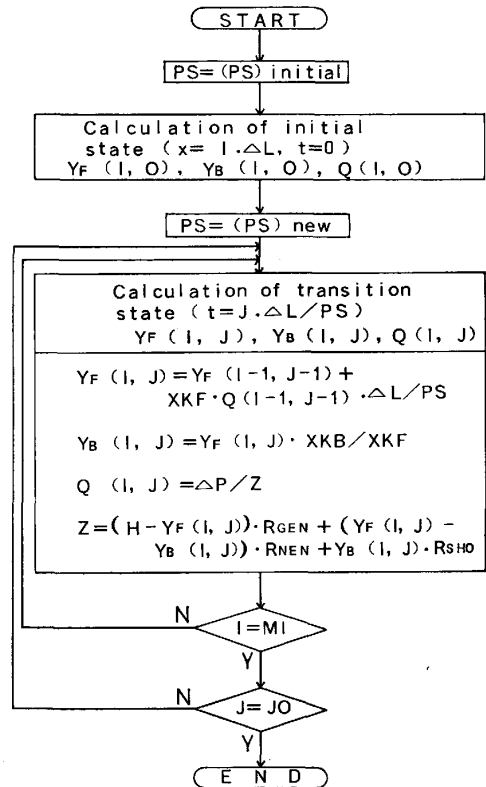 START
PS=(PS) initial
Calculation of initial
state (x= I.△L, t=0)
YF (I, O), YB (I, O), Q(I, O)
PS=(PS) new
Calculation of transition
state (t=J.△L/PS)
YF (I, J), YB (I, J), Q(I, J)
YF (I, J)=YF (I-1, J-1)+
XKF·Q(I-1, J-1)·△L/PS
YB (I, J)=YF (I, J)· XKB/XKF
Q (I, J)=△P/Z
Z=(H-YF(I, J))·RGEN+(YF(I, J)-
YB (I, J))·RNEN+YB (I, J)·RSHO
N
I=MI
Y
N
J=JO
Y
E N D